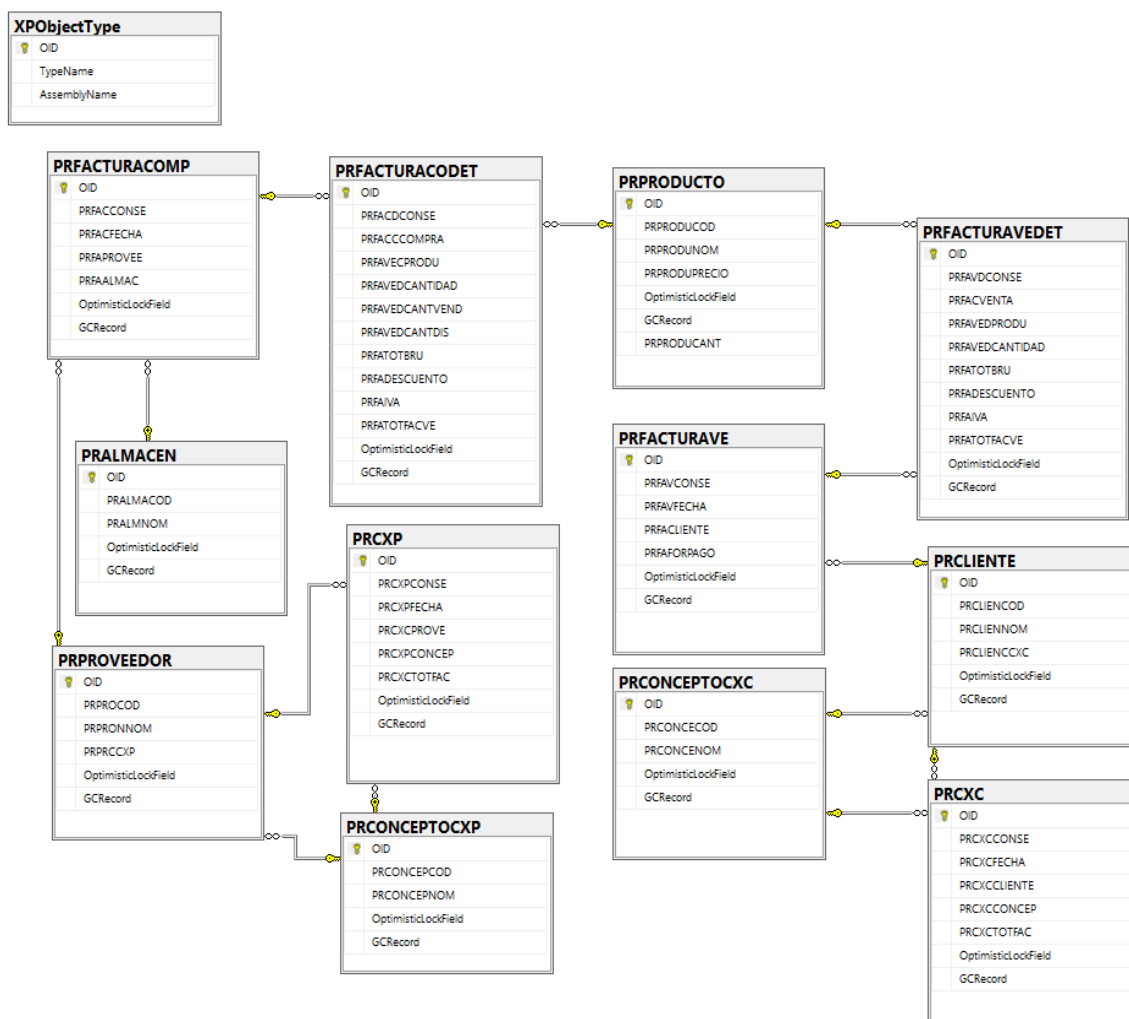 XPObjectType
OID
TypeName
AssemblyName
PRFACTURACOMP
OID
PRFACCONSE
PRFACFECHA
PRFAPROVEE
PRFAALMAC
OptimisticLockField
GCRecord
PRFACTURACODET
OID
PRFACDCONSE
PRFACCCOMPRA
PRFAVECPRODU
PRFAVEDCANTIDAD
PRFAVEDCANTVEND
PRFAVEDCANTDIS
PRFATOTBRU
PRFADESCUENTO
PRFAIVA
PRFATOTFACVE
OptimisticLockField
GCRecord
PRPRODUCTO
OID
PRPRODUCOD
PRPRODUNOM
PRPRODUPRECIO
OptimisticLockField
GCRecord
PRPRODUCANT
PRFACTURAVEDET
OID
PRFAVDCONSE
PRFACVENTA
PRFAVEDPRODU
PRFAVEDCANTIDAD
PRFATOTBRU
PRFADESCUENTO
PRFAIVA
PRFATOTFACVE
OptimisticLockField
GCRecord
PRALMACEN
OID
PRALMACOD
PRALMNOM
OptimisticLockField
GCRecord
PRFACTURAVE
OID
PRFAVCONSE
PRFAVFECHA
PRFACLIENTE
PRFAFORPAGO
OptimisticLockField
GCRecord
PRCXP
OID
PRCXPCONSE
PRCXPFECHA
PRCXCPROVE
PRCXPCONCEP
PRCXCTOTFAC
OptimisticLockField
GCRecord
PRCLIENTE
OID
PRCLIENCOD
PRCLIENNOM
PRCLIENCCXC
OptimisticLockField
GCRecord
PRPROVEEDOR
OID
PRPROCOD
PRPRONNOM
PRPRCCXP
OptimisticLockField
GCRecord
PRCONCEPTOCXC
OID
PRCONCECOD
PRCONCENOM
OptimisticLockField
GCRecord
PRCONCEPTOCXP
OID
PRCONCEPCOD
PRCONCEPNOM
OptimisticLockField
GCRecord
PRCXC
OID
PRCXCCONSE
PRCXCFECHA
PRCXCCLIENTE
PRCXCCONCEP
PRCXCTOTFAC
OptimisticLockField
GCRecord